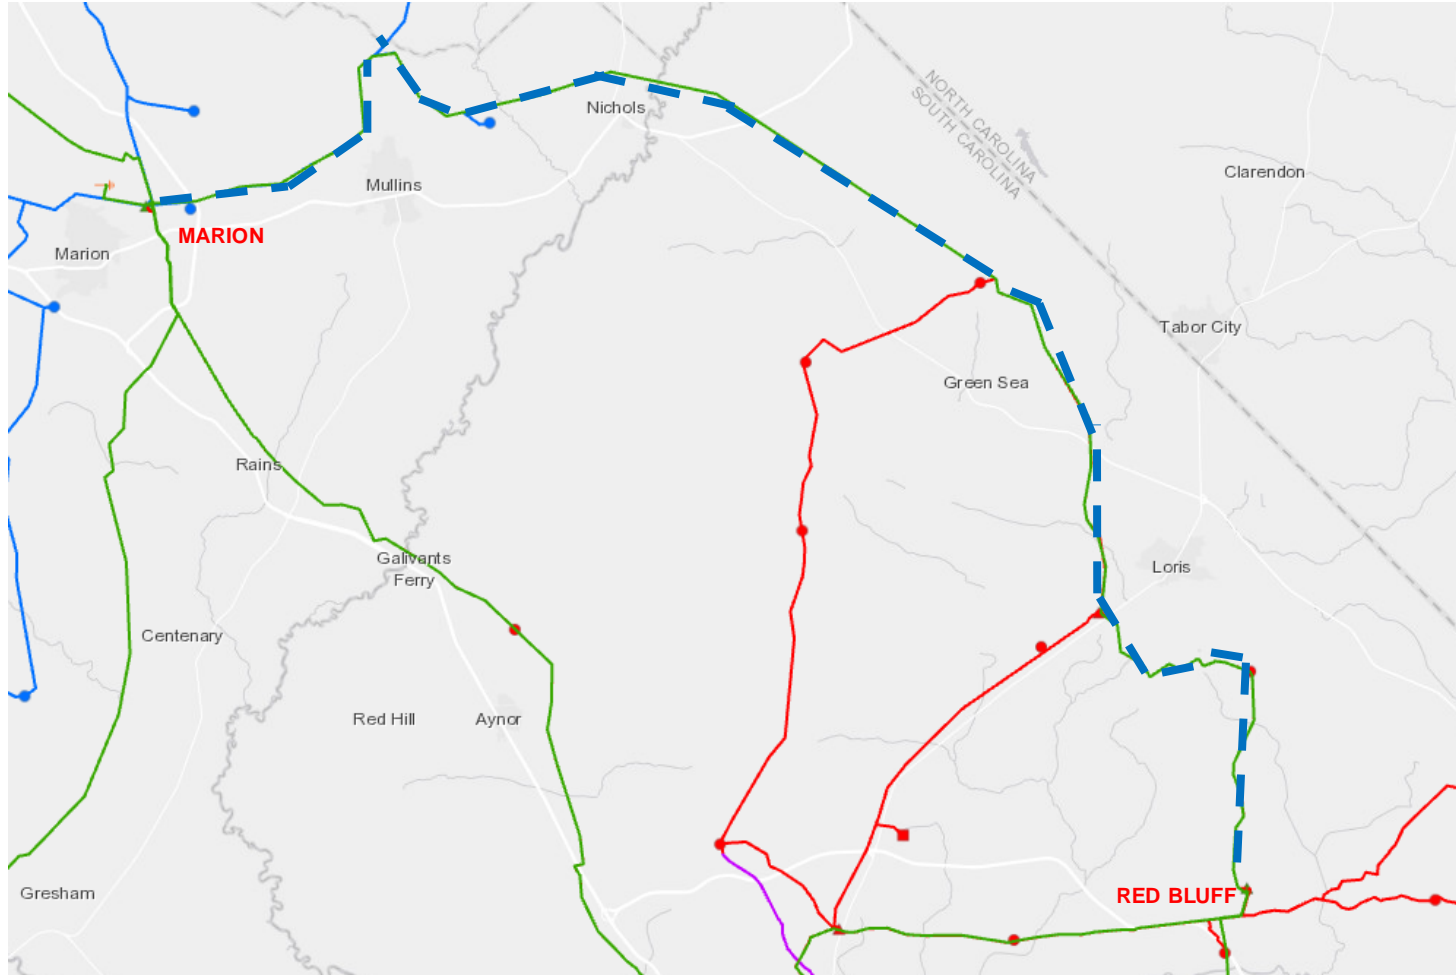 NORTH CAROLINA
SOUTH CAROLINA
Nichols
Clarendon
Mullins
MARION
Marion
Tabor City
Green Sea
Rains
Galivants
Ferry
Loris
Centenary
Red Hill
Aynor
Gresham
RED BLUFF